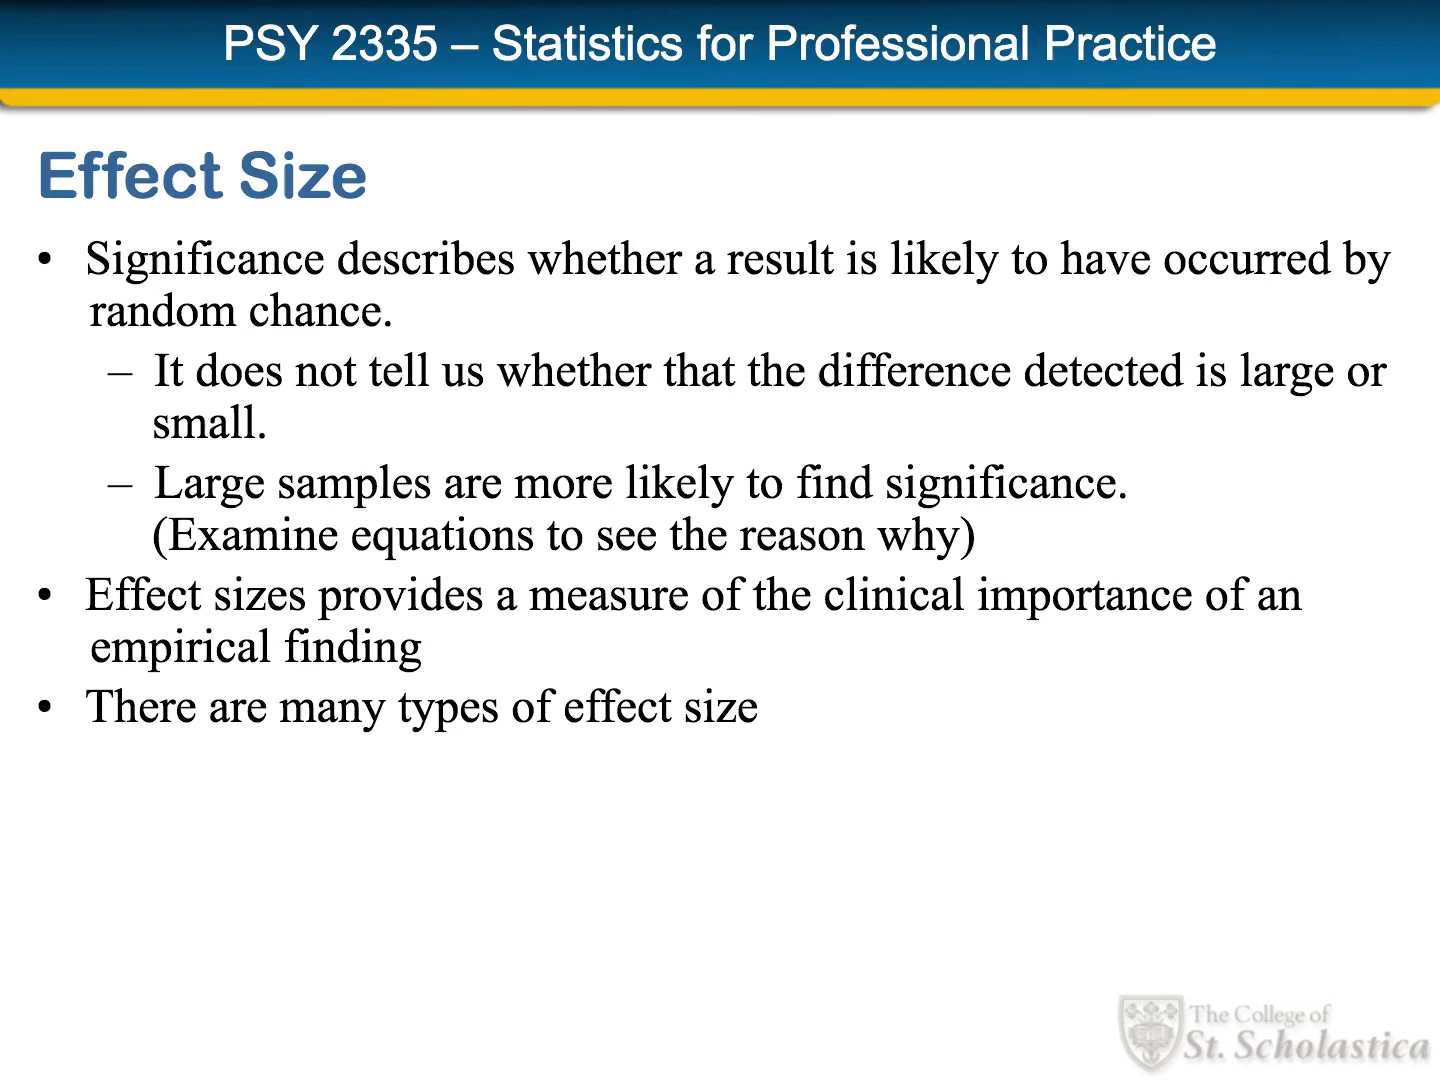 PSY 2335 – Statistics for Professional Practice
Effect Size
• Significance describes whether a result is likely to have occurred by
random chance.
– It does not tell us whether that the difference detected is large or
small.
– Large samples are more likely to find significance.
(Examine equations to see the reason why)
• Effect sizes provides a measure of the clinical importance of an
empirical finding
• There are many types of effect size
The College of
St. Scholastica